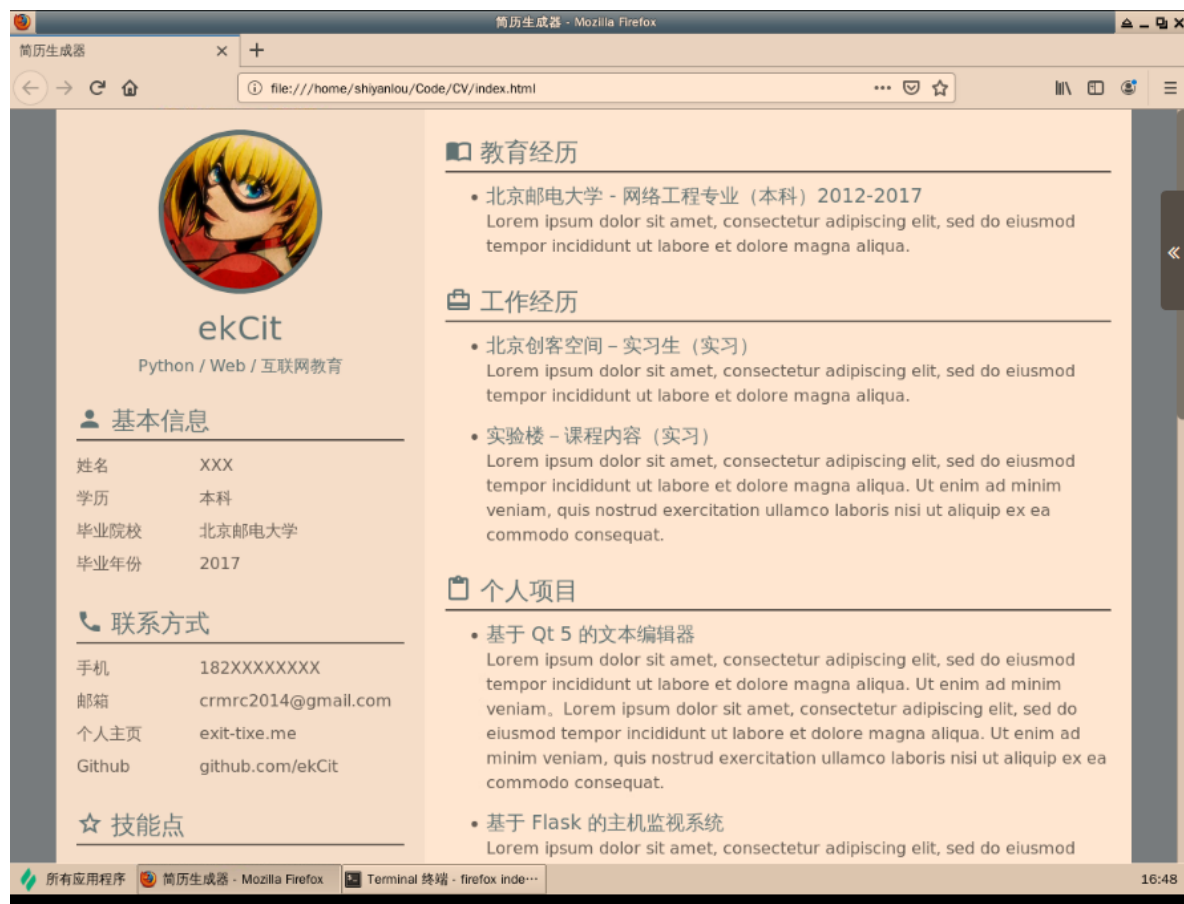 简历生成器 - Mozilla Firefox
简历生成器
file:///home/shiyanlou/Code/CV/index.html
ekCit
Python / Web / 互联网教育
基本信息
姓名 XXX
学历 本科
毕业院校 北京邮电大学
毕业年份 2017
联系方式
手机 182XXXXXXXX
邮箱 crmrc2014@gmail.com
个人主页 exit-tixe.me
Github github.com/ekCit
技能点
教育经历
北京邮电大学 - 网络工程专业（本科）2012-2017
Lorem ipsum dolor sit amet, consectetur adipiscing elit, sed do eiusmod
tempor incididunt ut labore et dolore magna aliqua.
工作经历
北京创客空间 – 实习生（实习）
Lorem ipsum dolor sit amet, consectetur adipiscing elit, sed do eiusmod
tempor incididunt ut labore et dolore magna aliqua.
实验楼 – 课程内容（实习）
Lorem ipsum dolor sit amet, consectetur adipiscing elit, sed do eiusmod
tempor incididunt ut labore et dolore magna aliqua. Ut enim ad minim
veniam, quis nostrud exercitation ullamco laboris nisi ut aliquip ex ea
commodo consequat.
个人项目
基于 Qt 5 的文本编辑器
Lorem ipsum dolor sit amet, consectetur adipiscing elit, sed do eiusmod
tempor incididunt ut labore et dolore magna aliqua. Ut enim ad minim
veniam。Lorem ipsum dolor sit amet, consectetur adipiscing elit, sed do
eiusmod tempor incididunt ut labore et dolore magna aliqua. Ut enim ad
minim veniam, quis nostrud exercitation ullamco laboris nisi ut aliquip ex ea
commodo consequat.
基于 Flask 的主机监视系统
Lorem ipsum dolor sit amet, consectetur adipiscing elit, sed do eiusmod
所有应用程序 简历生成器 - Mozilla Firefox Terminal 终端 - firefox inde… 16:48